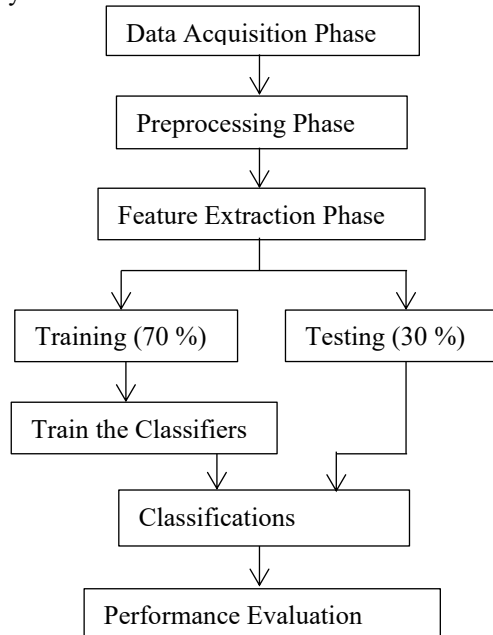 y
Data Acquisition Phase
Preprocessing Phase
Feature Extraction Phase
Training (70 %)
Testing (30 %)
Train the Classifiers
Classifications
Performance Evaluation